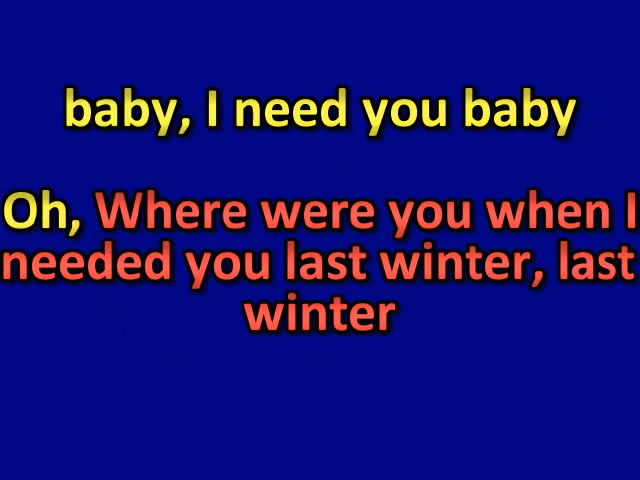 baby, I need you baby
Oh, Where were you when I
needed you last winter, last
winter